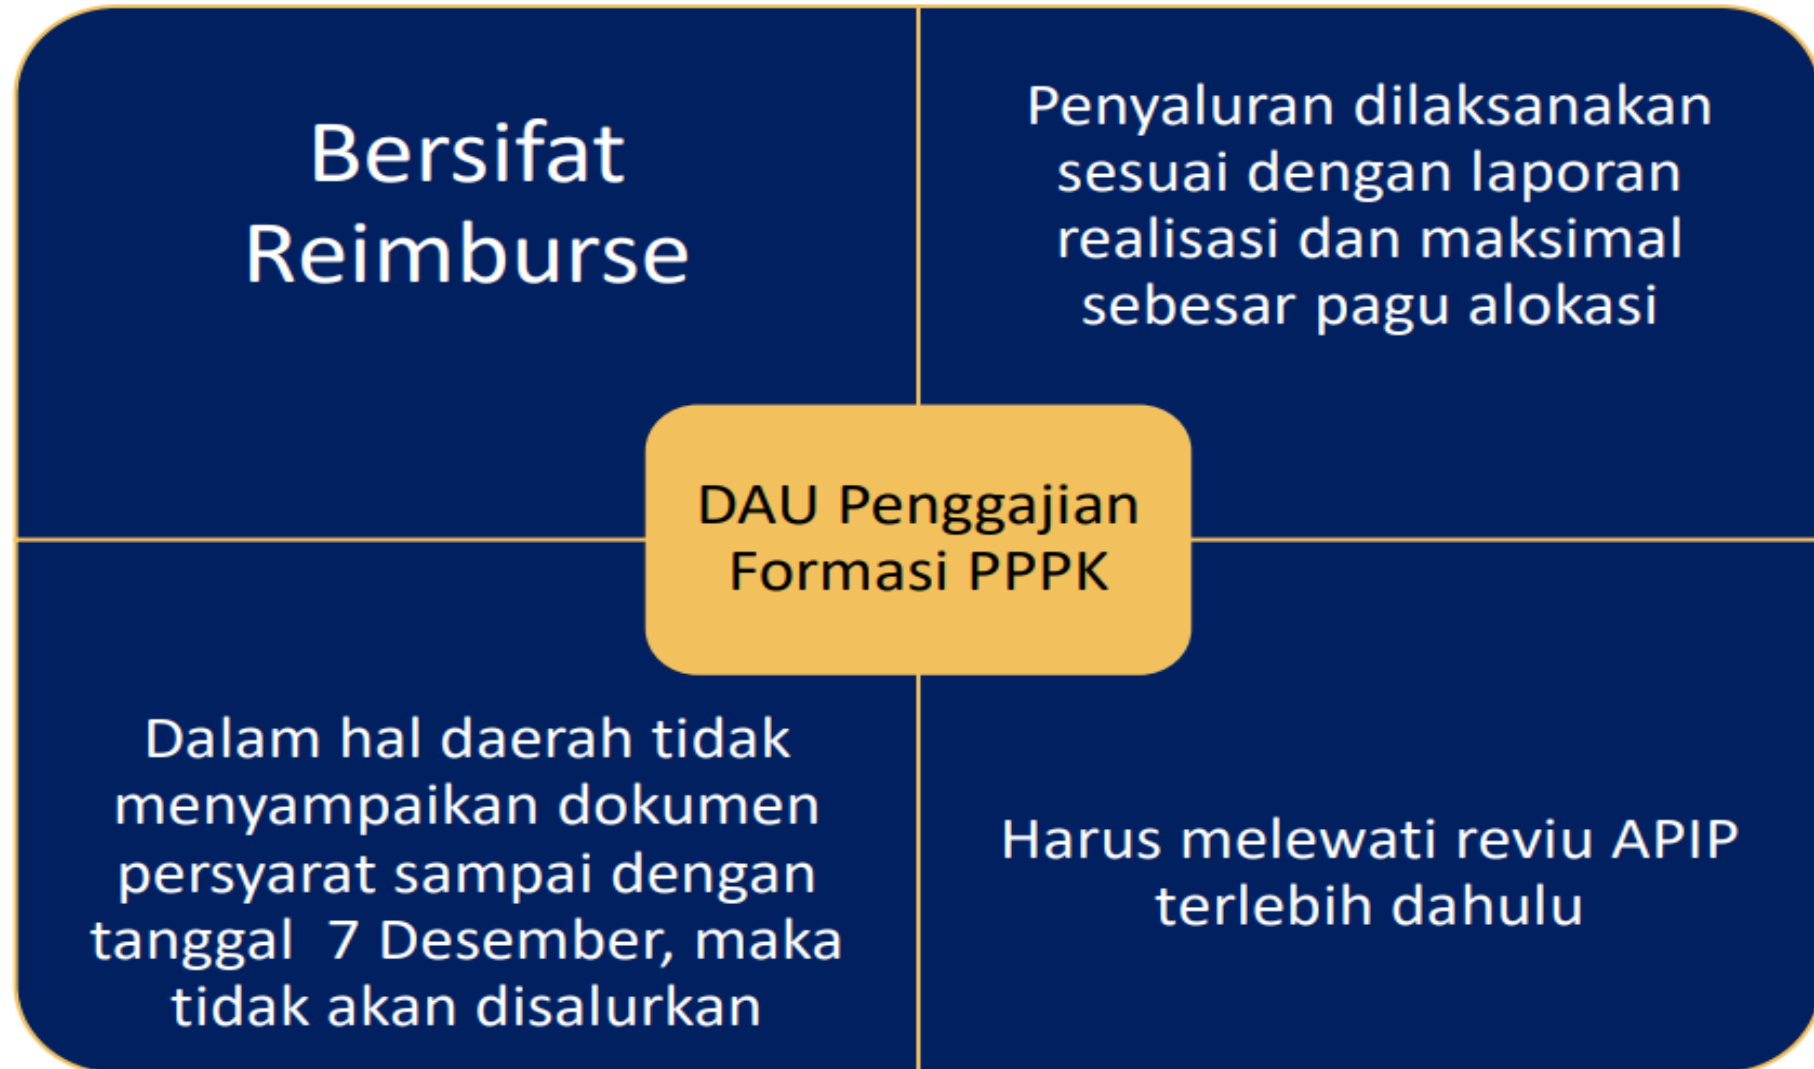 Bersifat
Reimburse
Penyaluran dilaksanakan
sesuai dengan laporan
realisasi dan maksimal
sebesar pagu alokasi
DAU Penggajian
Formasi PPPK
Dalam hal daerah tidak
menyampaikan dokumen
persyarat sampai dengan
tanggal  7 Desember, maka
tidak akan disalurkan
Harus melewati reviu APIP
terlebih dahulu